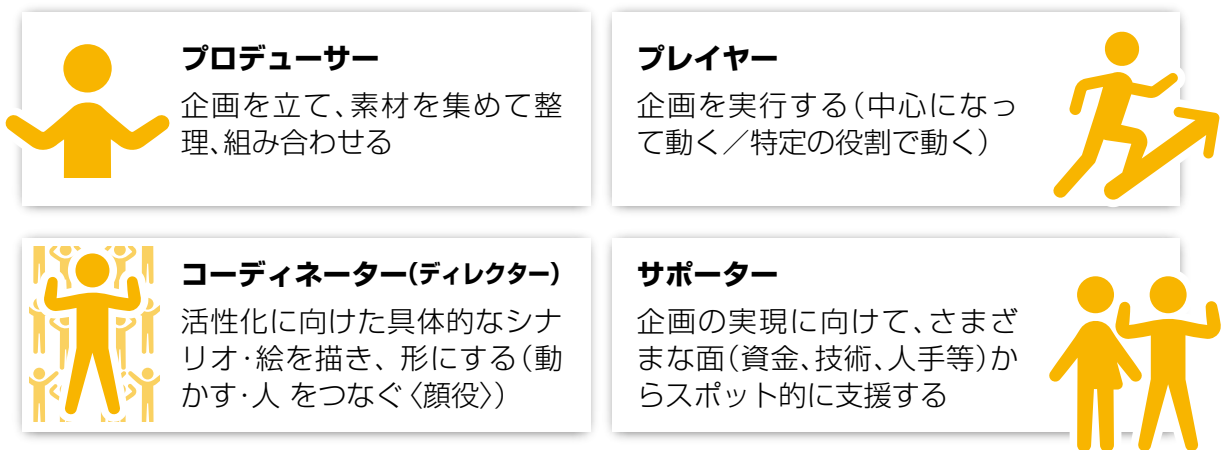 プロデューサー
企画を立て、素材を集めて整
理、組み合わせる
プレイヤー
企画を実行する（中心になっ
て動く／特定の役割で動く）
コーディネーター（ディレクター）
活性化に向けた具体的なシナ
リオ・絵を描き、 形にする（動
かす・人 をつなぐ〈顔役〉）
サポーター
企画の実現に向けて、さまざ
まな面（資金、技術、人手等）か
らスポット的に支援する